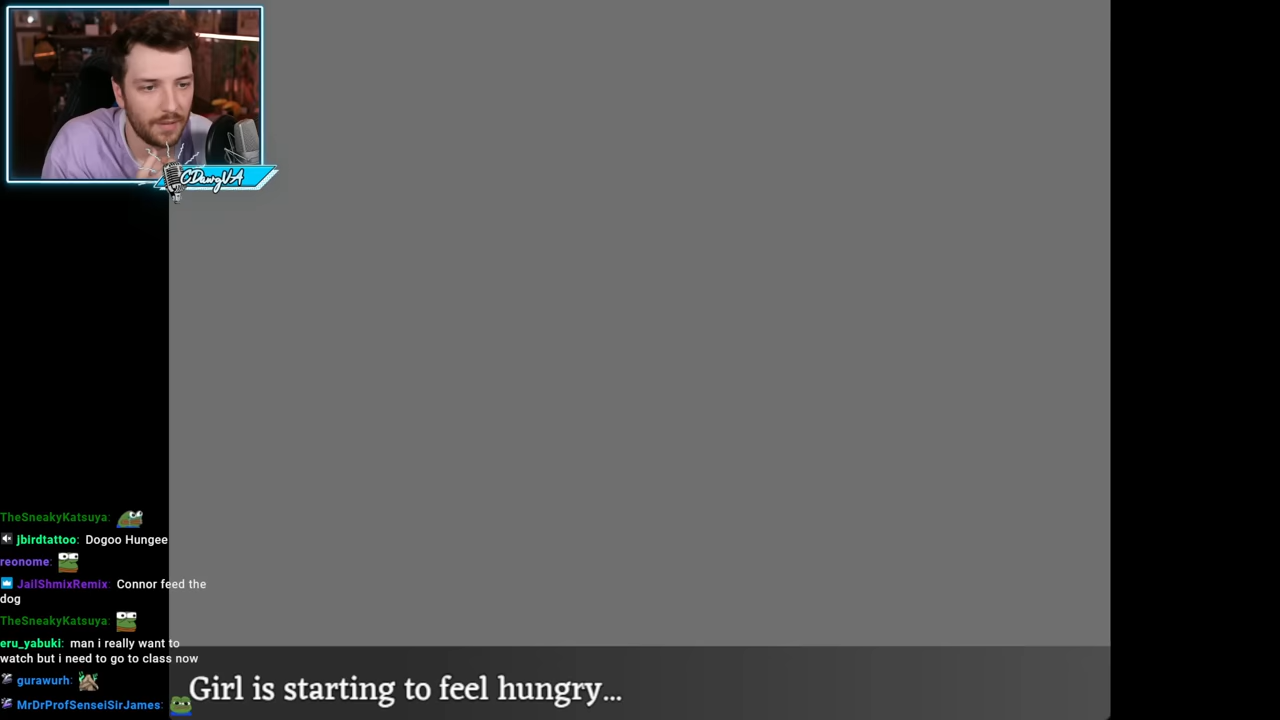 CDawgVA
TheSneakyKatsuya:
jbirdtattoo: Dogoo Hungee
reonome:
JailShmixRemix: Connor feed the
dog
TheSneakyKatsuya:
eru_yabuki: man i really want to
watch but i need to go to class now
gurawurh:
MrDrProfSenseiSirJames:
Girl is starting to feel hungry...